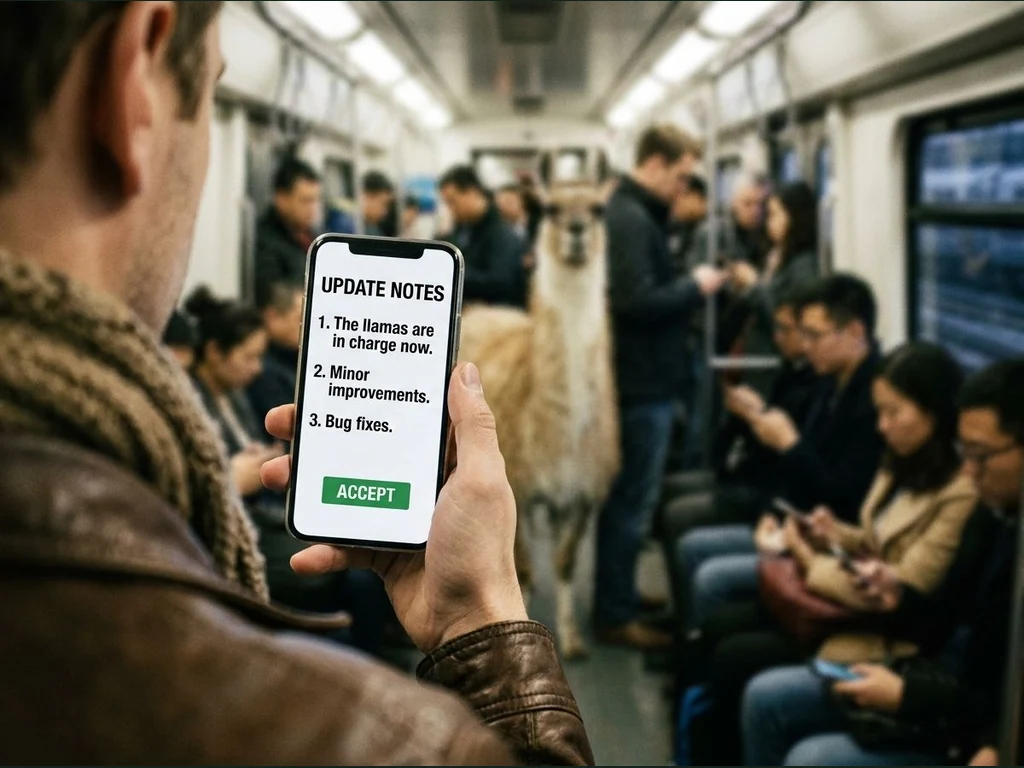 UPDATE NOTES
1. The llamas are
in charge now.
2. Minor
improvements.
3. Bug fixes.
ACCEPT